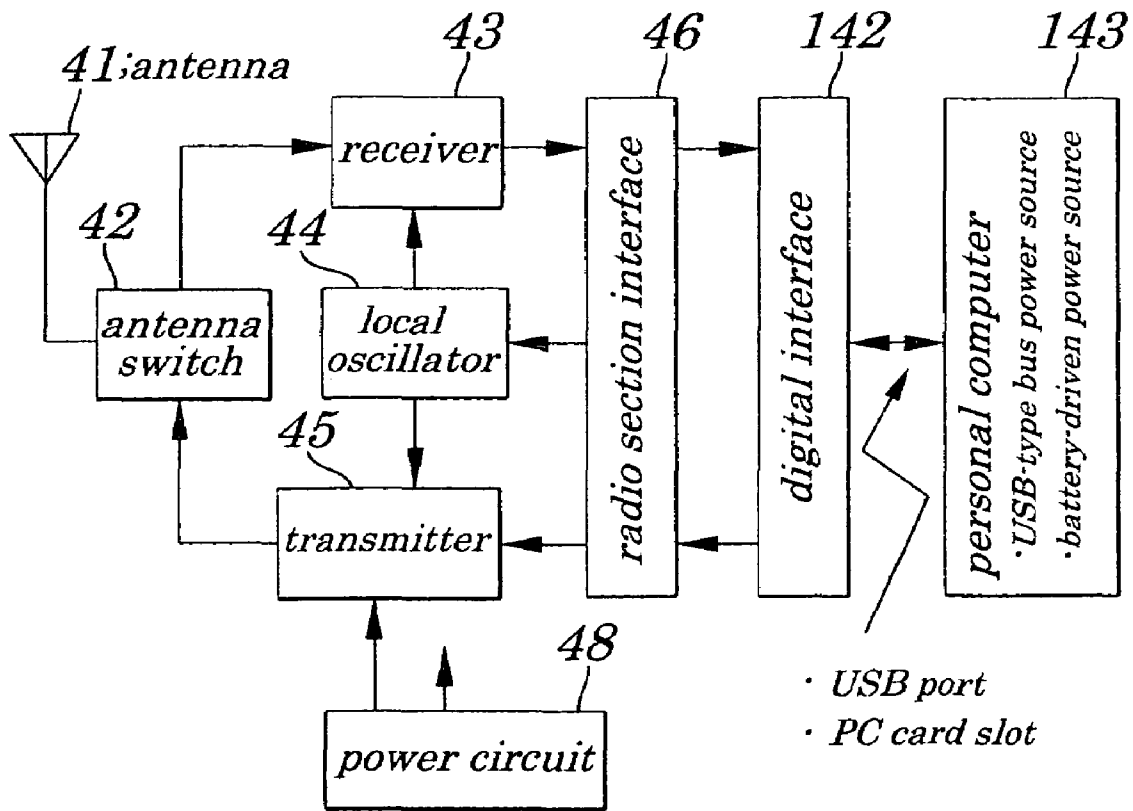 41;antenna
43
46
142
143
receiver
42
44
antenna
switch
local
oscillator
radio section interface
digital interface
personal computer
·USB-type bus power source
·battery-driven power source
45
transmitter
48
power circuit
· USB port
· PC card slot